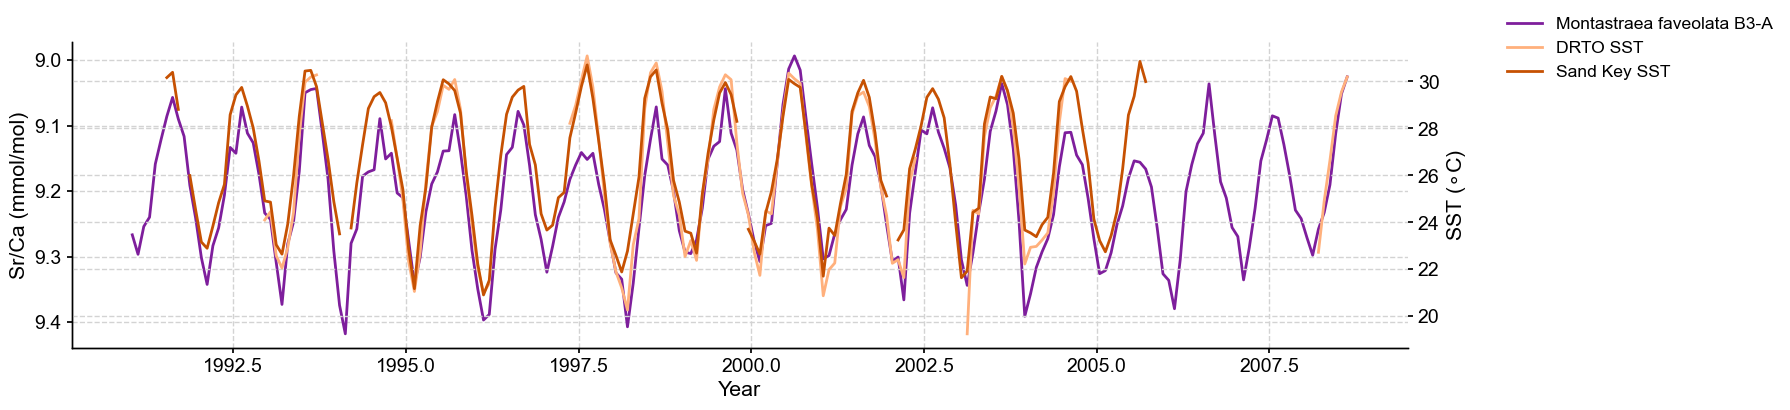 Montastraea faveolata B3-A
DRTO SST
Sand Key SST
Sr/Ca (mmol/mol)
9.0
9.1
9.2
9.3
9.4
30
28
26
24
22
20
SST (∘C)
1992.5 1995.0 1997.5 2000.0 2002.5 2005.0 2007.5
Year